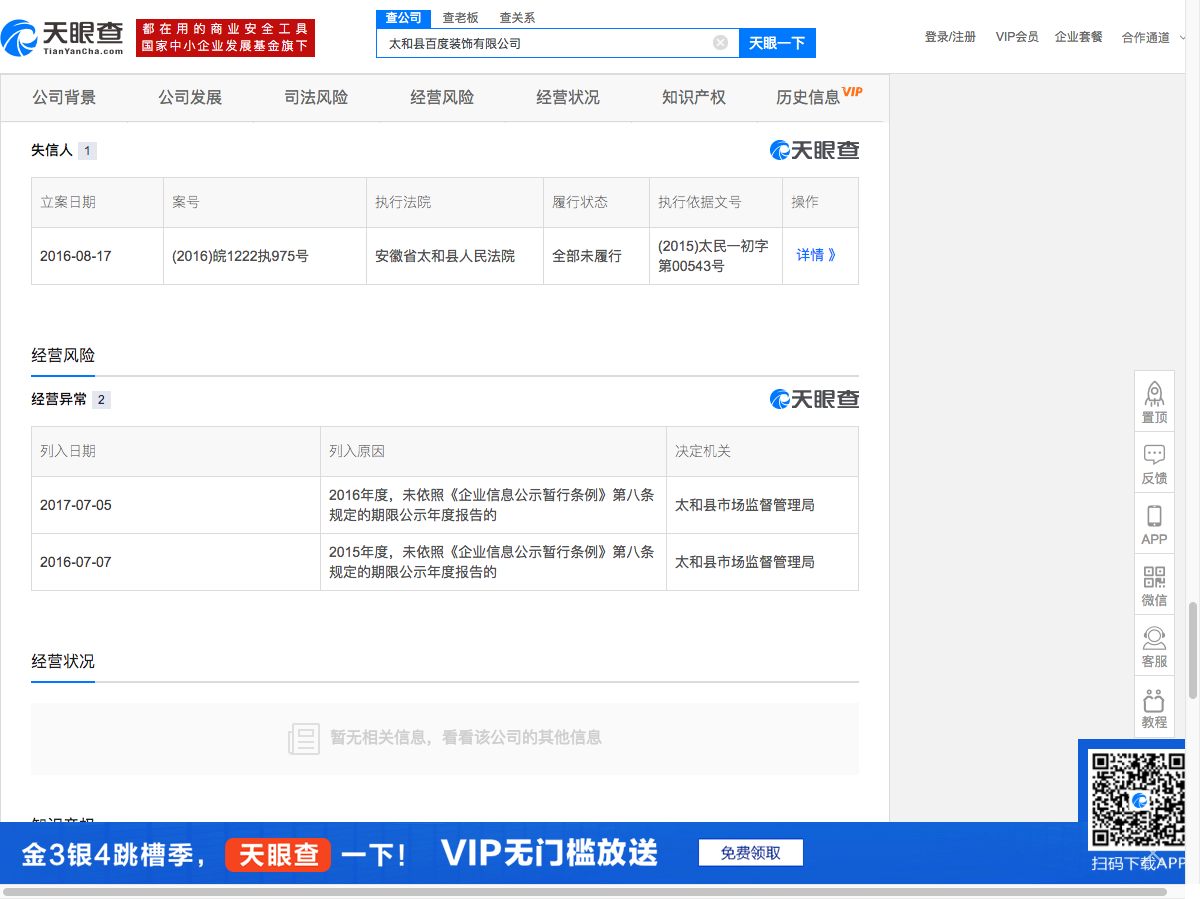 天眼查
TianYanCha.com
都在用的商业安全工具
国家中小企业发展基金旗下
查公司 查老板 查关系
太和县百度装饰有限公司
天眼一下
登录/注册 VIP会员 企业套餐 合作通道
公司背景 公司发展 司法风险 经营风险 经营状况 知识产权 历史信息VIP
失信人 1
天眼查
立案日期 案号 执行法院 履行状态 执行依据文号 操作
2016-08-17 (2016)皖1222执975号 安徽省太和县人民法院 全部未履行 (2015)太民一初字
第00543号
详情 》
经营风险
经营异常 2
天眼查
列入日期 列入原因 决定机关
2017-07-05 2016年度，未依照《企业信息公示暂行条例》第八条
规定的期限公示年度报告的
太和县市场监督管理局
2016-07-07 2015年度，未依照《企业信息公示暂行条例》第八条
规定的期限公示年度报告的
太和县市场监督管理局
经营状况
暂无相关信息，看看该公司的其他信息
知识产权
置顶
反馈
APP
微信
客服
教程
金3银4跳槽季，天眼查一下！ VIP无门槛放送 免费领取
扫码下载APP